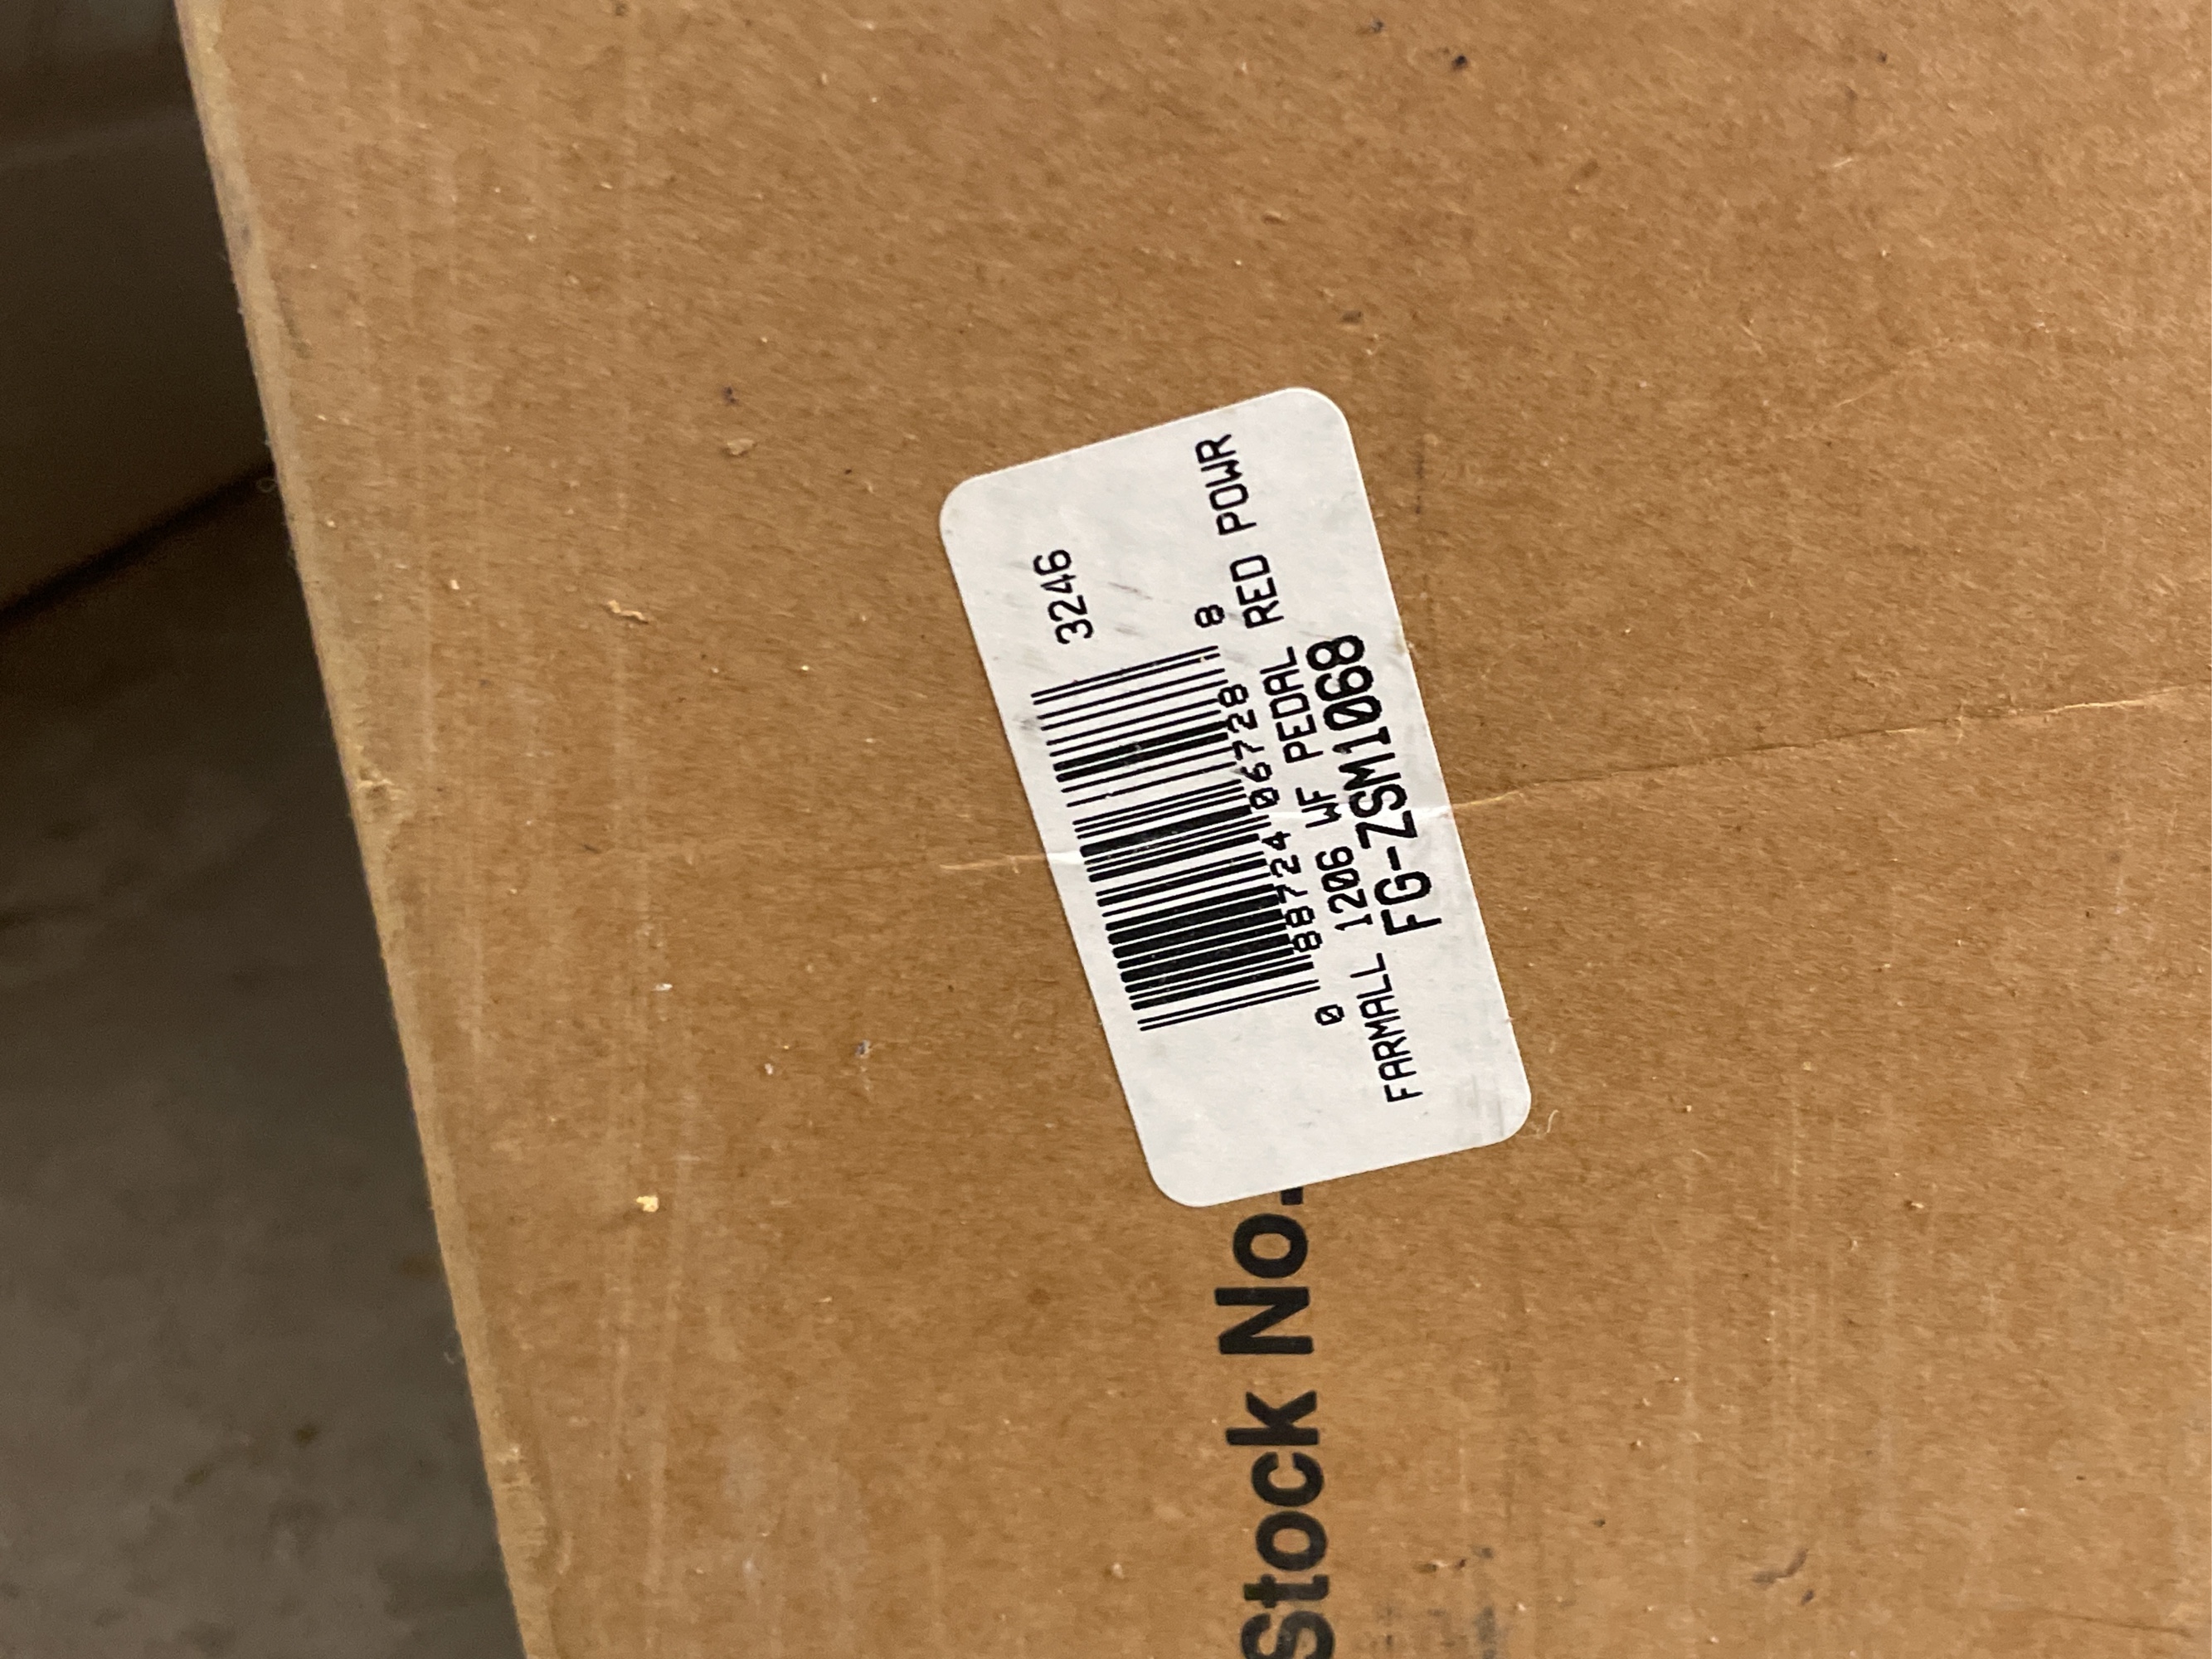 3246
0 88724 06728 8
FARMALL 1206 WF PEDAL RED POWR
FG-ZSM1068
Stock No.